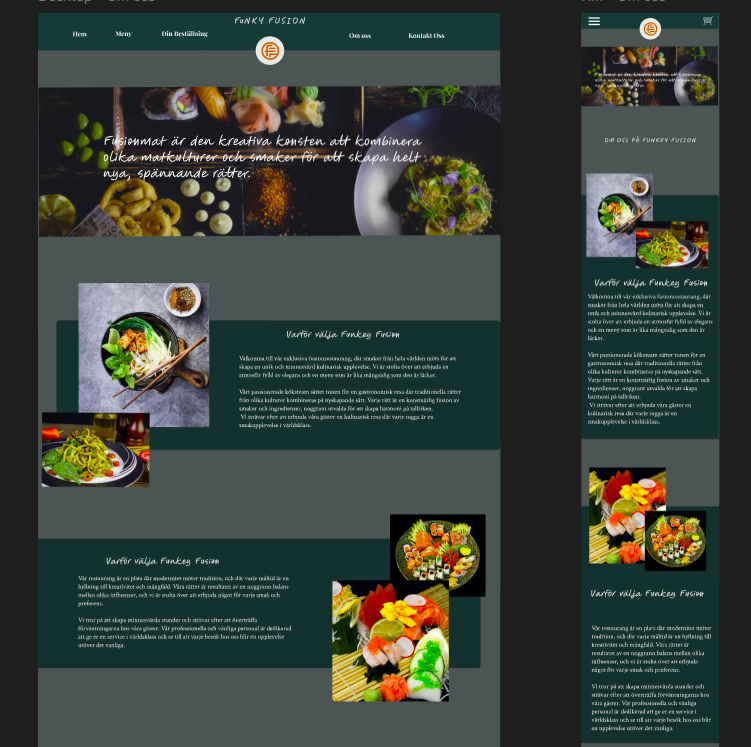 FUNKY FUSION
Hem
Meny
Din Beställning
Om oss
Kontakt Oss
Fusionmat är den kreativa konsten att kombinera
olika matkulturer och smaker för att skapa helt
nya, spännande rätter.
Varför välja Funkey Fusion
Välkomna till vår exklusiva fusionrestaurang, där smaker från hela världen möts för att
skapa en unik och minnesvärd kulinarisk upplevelse. Vi är stolta över att erbjuda en
atmosfär fylld av elegans och en meny som är lika mångsidig som den är läcker.
Vårt passionerade köksteam sätter tonen för en gastronomisk resa där traditionella rätter
från olika kulturer kombineras på nyskapande sätt. Varje rätt är en konstnärlig fusion av
smaker och ingredienser, noggrant utvalda för att skapa harmoni på tallriken.
Vi strävar efter att erbjuda våra gäster en kulinarisk resa där varje tugga är en
smakupplevelse i världsklass.
Varför välja Funkey Fusion
Vår restaurang är en plats där modernitet möter tradition, och där varje måltid är en
hyllning till kreativitet och mångfald. Våra rätter är resultatet av en noggrann balans
mellan olika influenser, och vi är stolta över att erbjuda något för varje smak och
preferens.
Vi tror på att skapa minnesvärda stunder och strävar efter att överträffa
förväntningarna hos våra gäster. Vår professionella och vänliga personal är dedikerad
att ge er en service i världsklass och se till att varje besök hos oss blir en upplevelse
utöver det vanliga.
Fusionmat är den kreativa konsten att kombinera
olika matkulturer och smaker för att skapa helt
nya, spännande rätter.
OM OSS PÅ FUNKEY FUSION
Varför välja Funkey Fusion
Välkomna till vår exklusiva fusionrestaurang, där
smaker från hela världen möts för att skapa en
unik och minnesvärd kulinarisk upplevelse. Vi är
stolta över att erbjuda en atmosfär fylld av elegans
och en meny som är lika mångsidig som den är
läcker.
Vårt passionerade köksteam sätter tonen för en
gastronomisk resa där traditionella rätter från
olika kulturer kombineras på nyskapande sätt.
Varje rätt är en konstnärlig fusion av smaker och
ingredienser, noggrant utvalda för att skapa
harmoni på tallriken.
Vi strävar efter att erbjuda våra gäster en
kulinarisk resa där varje tugga är en
smakupplevelse i världsklass.
Varför välja Funkey Fusion
Vår restaurang är en plats där modernitet möter
tradition, och där varje måltid är en hyllning till
kreativitet och mångfald. Våra rätter är
resultatet av en noggrann balans mellan olika
influenser, och vi är stolta över att erbjuda
något för varje smak och preferens.
Vi tror på att skapa minnesvärda stunder och
strävar efter att överträffa förväntningarna hos
våra gäster. Vår professionella och vänliga
personal är dedikerad att ge er en service i
världsklass och se till att varje besök hos oss blir
en upplevelse utöver det vanliga.